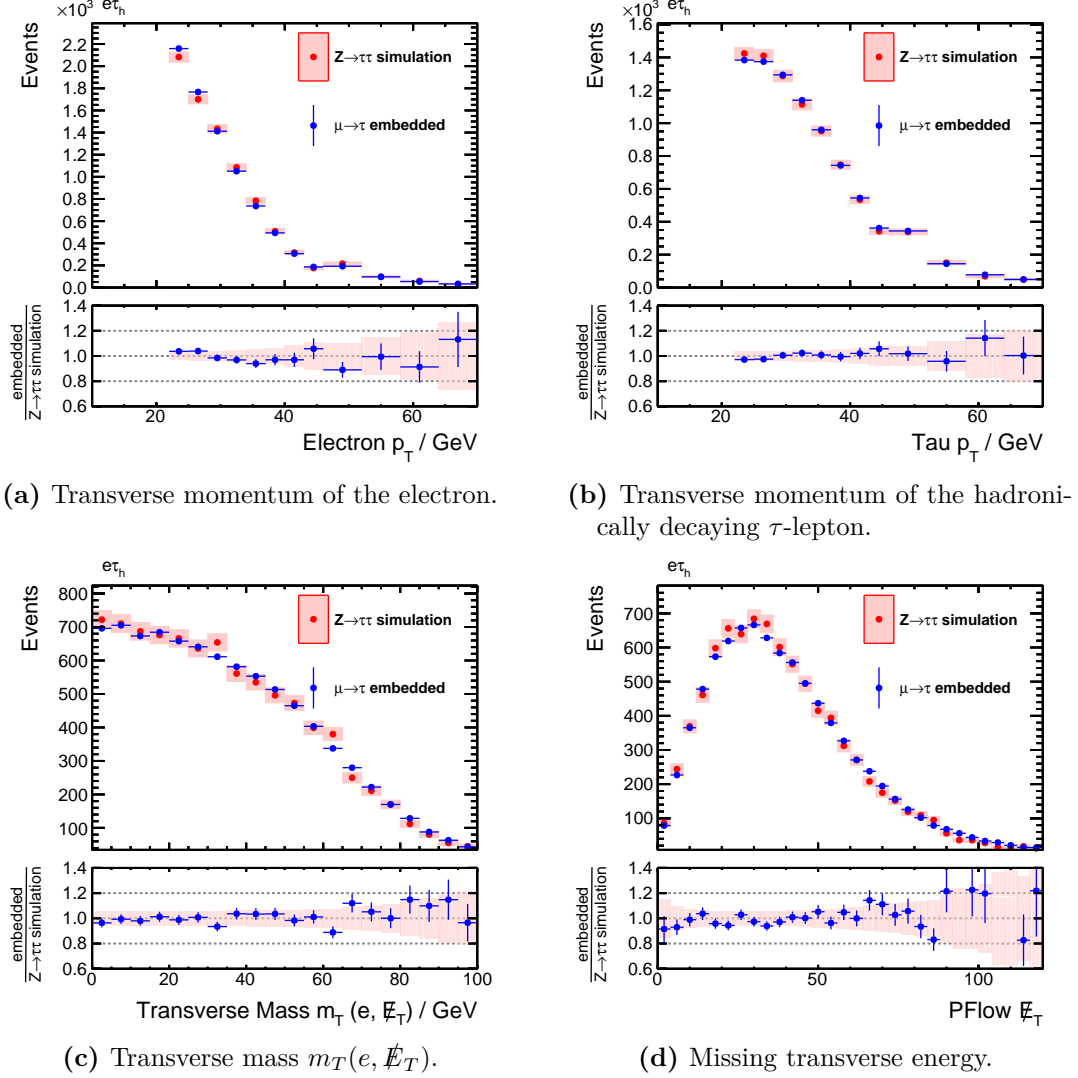 ×10³ eτh
Events
2.2
2.0
1.8
1.6
1.4
1.2
1.0
0.8
0.6
0.4
0.2
0.0
Z→ττ simulation
μ→τ embedded
embedded
Z→ττ simulation
1.4
1.2
1.0
0.8
0.6
20 40 60
Electron p_T / GeV
(a) Transverse momentum of the electron.
×10³ eτh
Events
1.6
1.4
1.2
1.0
0.8
0.6
0.4
0.2
0.0
Z→ττ simulation
μ→τ embedded
embedded
Z→ττ simulation
1.4
1.2
1.0
0.8
0.6
20 40 60
Tau p_T / GeV
(b) Transverse momentum of the hadroni-
cally decaying τ-lepton.
eτh
Events
800
700
600
500
400
300
200
100
Z→ττ simulation
μ→τ embedded
embedded
Z→ττ simulation
1.4
1.2
1.0
0.8
0.6
0 20 40 60 80 100
Transverse Mass m_T (e, E̸_T) / GeV
(c) Transverse mass m_T(e, E̸_T).
eτh
Events
700
600
500
400
300
200
100
Z→ττ simulation
μ→τ embedded
embedded
Z→ττ simulation
1.4
1.2
1.0
0.8
0.6
0 50 100
PFlow E̸_T
(d) Missing transverse energy.